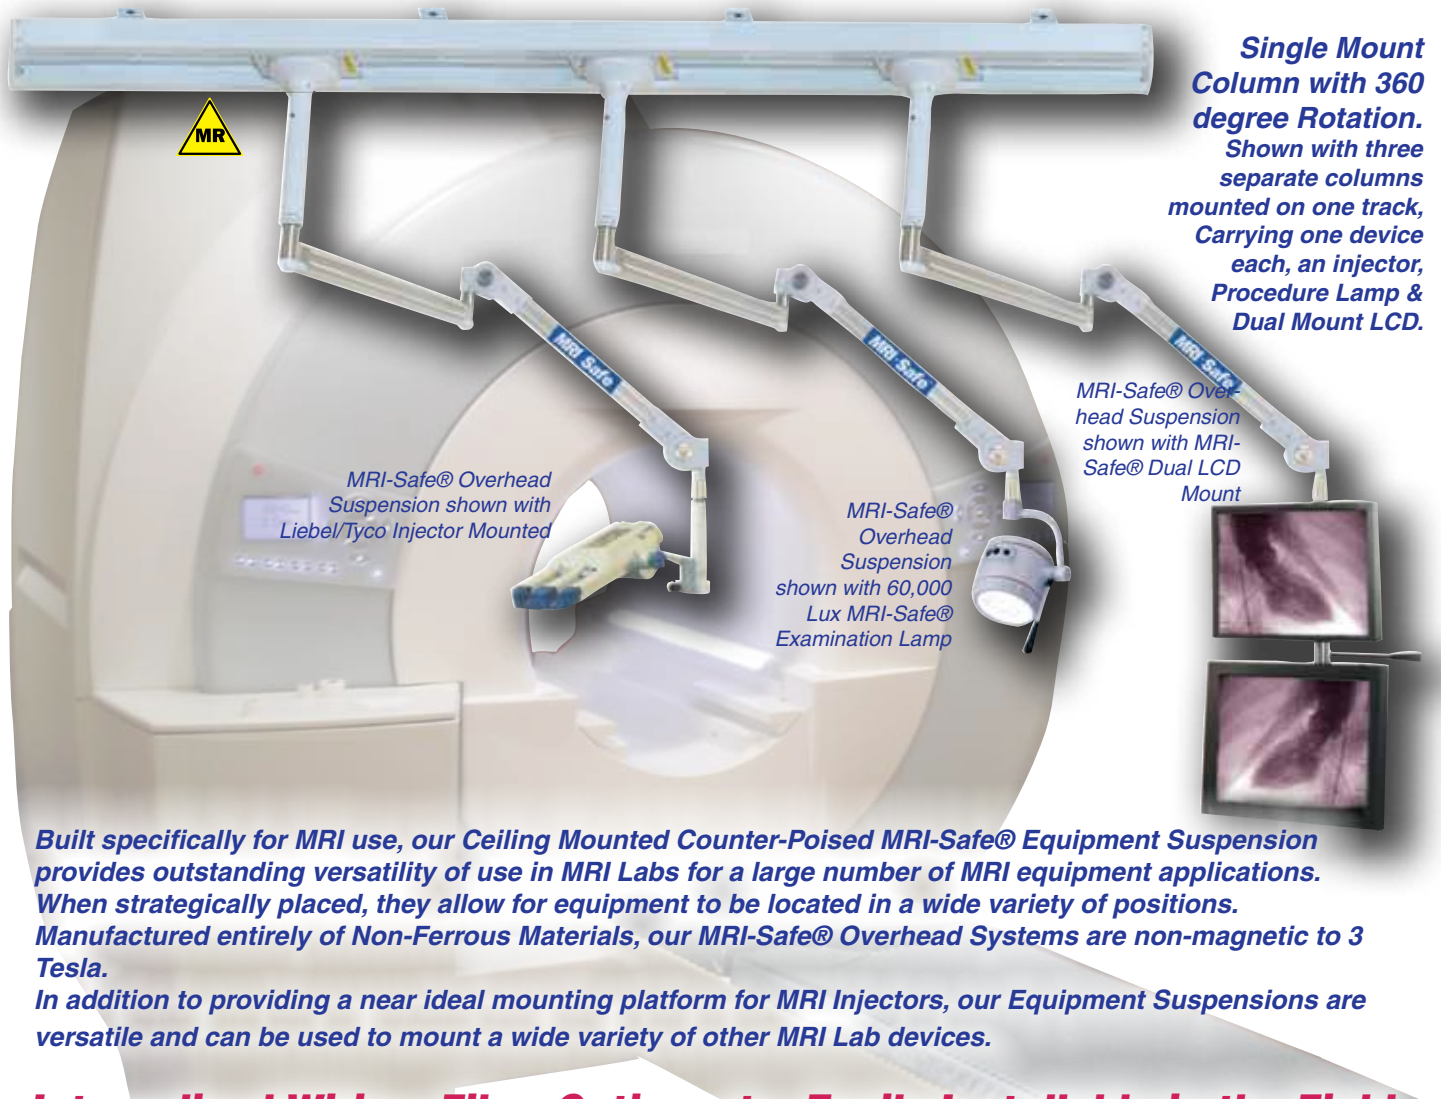 Single Mount
Column with 360
degree Rotation.
Shown with three
separate columns
mounted on one track,
Carrying one device
each, an injector,
Procedure Lamp &
Dual Mount LCD.
MR
MRI Safe
MRI Safe
MRI Safe
MRI-Safe® Over-
head Suspension
shown with MRI-
Safe® Dual LCD
Mount
MRI-Safe® Overhead
Suspension shown with
Liebel/Tyco Injector Mounted
MRI-Safe®
Overhead
Suspension
shown with 60,000
Lux MRI-Safe®
Examination Lamp
Built specifically for MRI use, our Ceiling Mounted Counter-Poised MRI-Safe® Equipment Suspension
provides outstanding versatility of use in MRI Labs for a large number of MRI equipment applications.
When strategically placed, they allow for equipment to be located in a wide variety of positions.
Manufactured entirely of Non-Ferrous Materials, our MRI-Safe® Overhead Systems are non-magnetic to 3
Tesla.
In addition to providing a near ideal mounting platform for MRI Injectors, our Equipment Suspensions are
versatile and can be used to mount a wide variety of other MRI Lab devices.